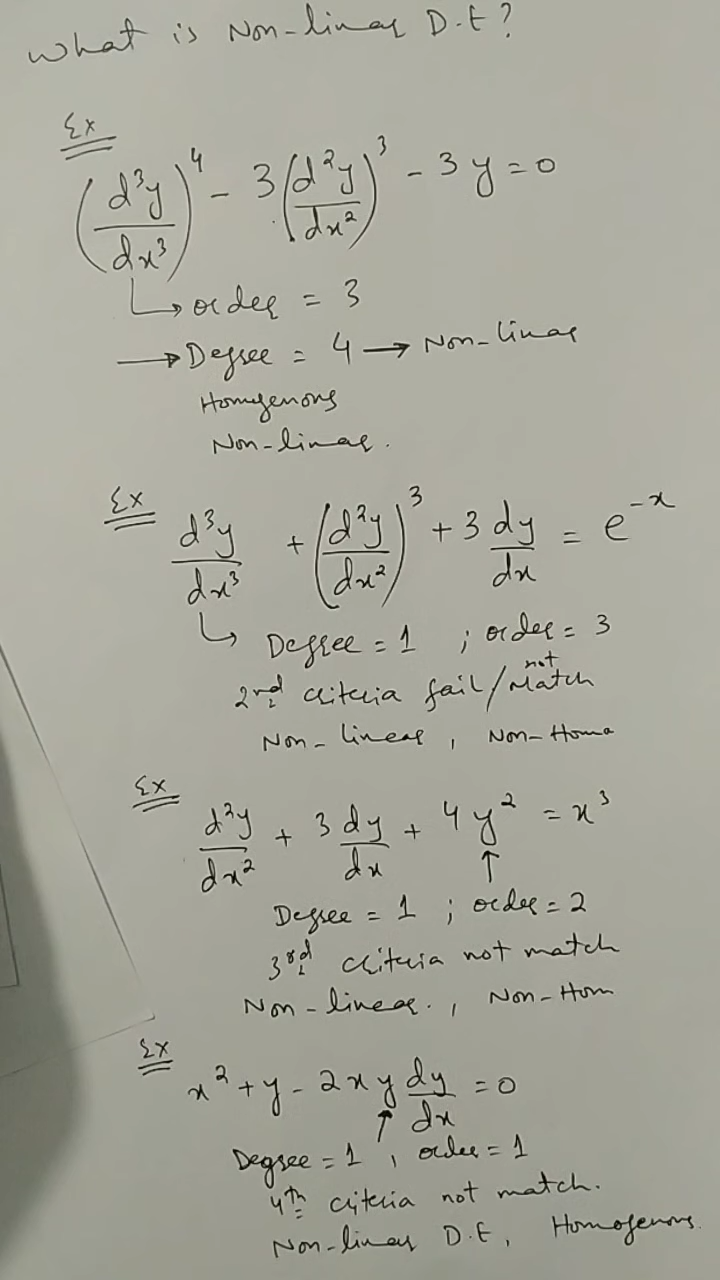 What is Non-linear D.E?
Ex
(d³y/dx³)⁴ - 3(d²y/dx²)³ - 3y = 0
↳ order = 3
→ Degree = 4 → Non-linear
Homogenous
Non-linear.
Ex
d³y/dx³ + (d²y/dx²)³ + 3 dy/dx = e⁻ˣ
↳ Degree = 1 ; order = 3
2nd criteria fail/not Match
Non-linear, Non-Homo
Ex
d²y/dx² + 3 dy/dx + 4y² = x³
↑
Degree = 1 ; order = 2
3rd criteria not match
Non-linear., Non-Hom
Ex
x² + y - 2xy dy/dx = 0
↑
Degree = 1, order = 1
4th criteria not match.
Non-linear D.E, Homogenous.